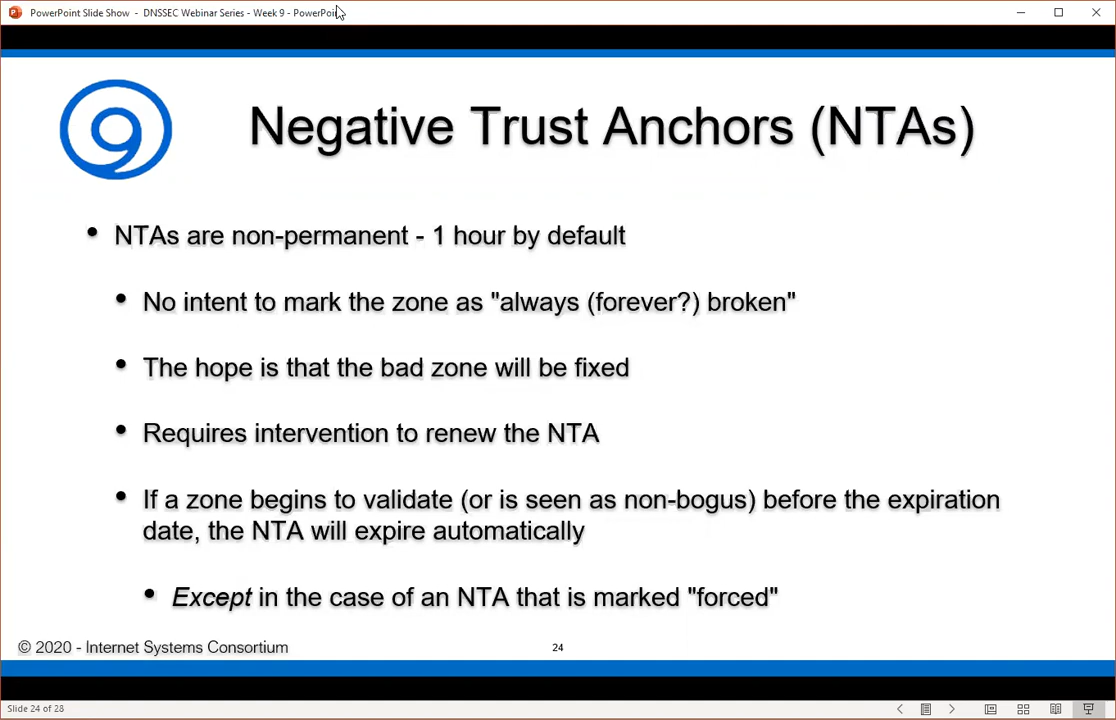 PowerPoint Slide Show - DNSSEC Webinar Series - Week 9 - PowerPoint
9
Negative Trust Anchors (NTAs)
• NTAs are non-permanent - 1 hour by default
• No intent to mark the zone as "always (forever?) broken"
• The hope is that the bad zone will be fixed
• Requires intervention to renew the NTA
• If a zone begins to validate (or is seen as non-bogus) before the expiration
date, the NTA will expire automatically
• Except in the case of an NTA that is marked "forced"
© 2020 - Internet Systems Consortium
24
Slide 24 of 28